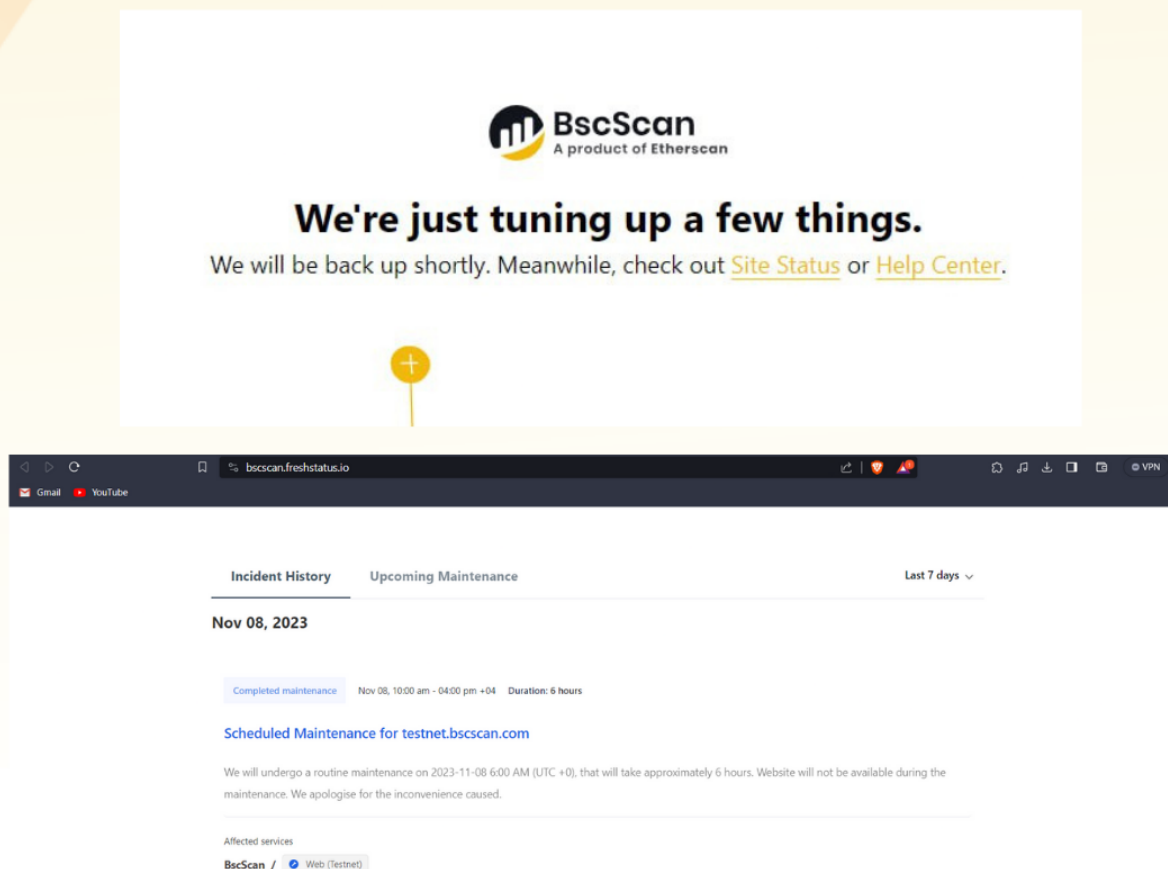 BscScan
A product of Etherscan
We're just tuning up a few things.
We will be back up shortly. Meanwhile, check out Site Status or Help Center.
bscscan.freshstatus.io
VPN
Gmail YouTube
Incident History Upcoming Maintenance Last 7 days
Nov 08, 2023
Completed maintenance Nov 08, 10:00 am - 04:00 pm +04 Duration: 6 hours
Scheduled Maintenance for testnet.bscscan.com
We will undergo a routine maintenance on 2023-11-08 6:00 AM (UTC +0), that will take approximately 6 hours. Website will not be available during the
maintenance. We apologise for the inconvenience caused.
Affected services
BscScan / Web (Testnet)